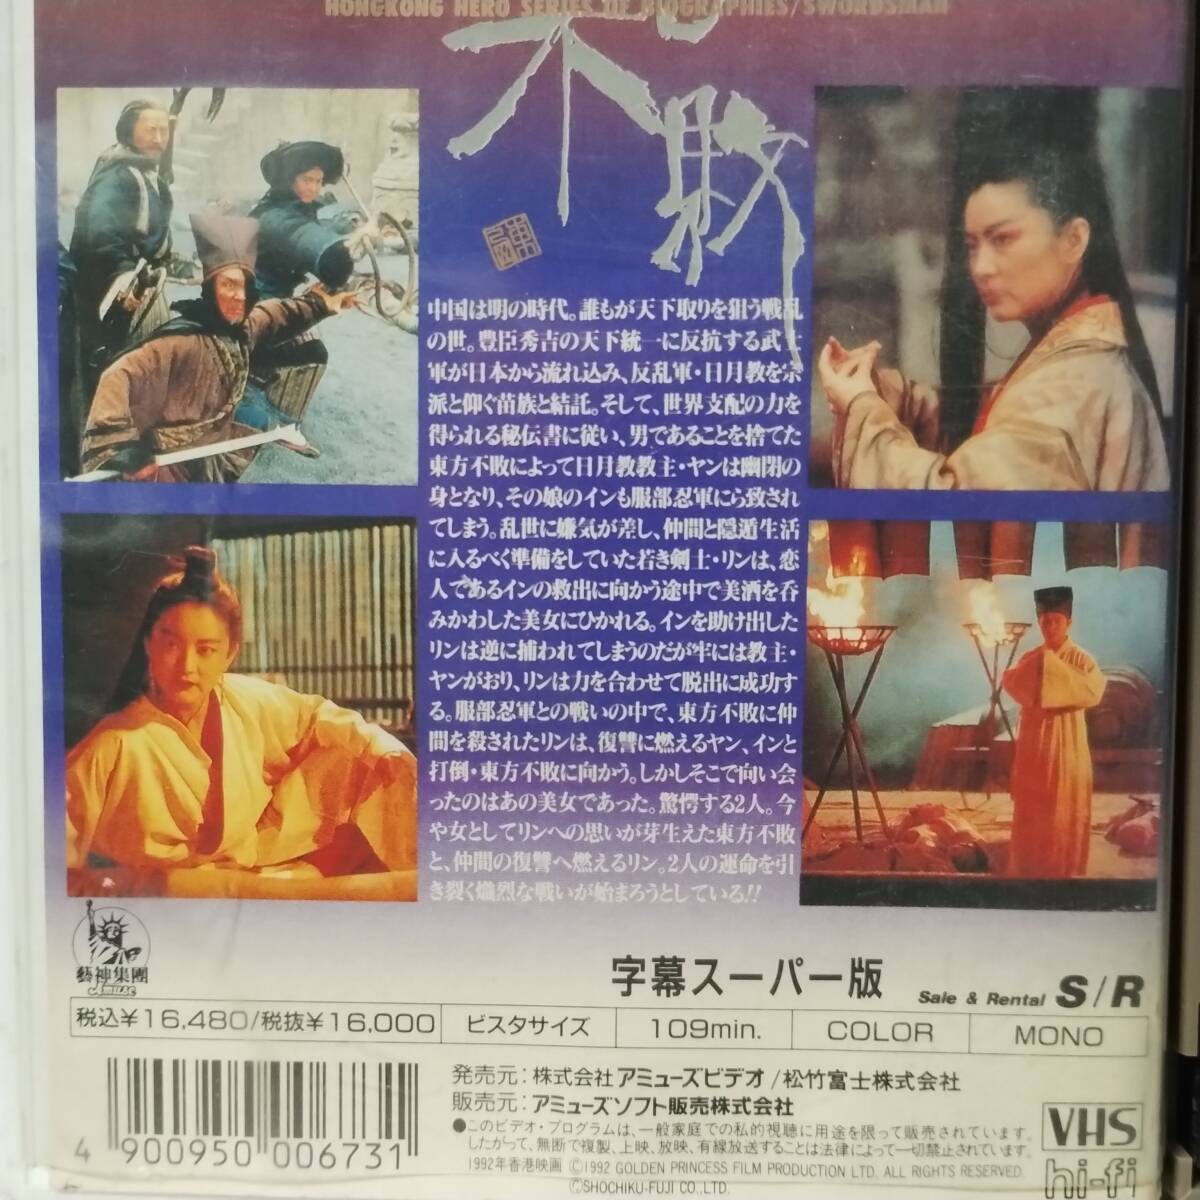 HONGKONG HERO SERIES OF BIOGRAPHIES/SWORDSMAN
不
敗
中国は明の時代。誰もが天下取りを狙う戦乱
の世。豊臣秀吉の天下統一に反抗する武士
軍が日本から流れ込み、反乱軍・日月教を宗
派と仰ぐ苗族と結託。そして、世界支配の力を
得られる秘伝書に従い、男であることを捨てた
東方不敗によって日月教教主・ヤンは幽閉の
身となり、その娘のインも服部忍軍にら致され
てしまう。乱世に嫌気が差し、仲間と隠遁生活
に入るべく準備をしていた若き剣士・リンは、恋
人であるインの救出に向かう途中で美酒を呑
みかわした美女にひかれる。インを助け出した
リンは逆に捕われてしまうのだが牢には教主・
ヤンがおり、リンは力を合わせて脱出に成功す
る。服部忍軍との戦いの中で、東方不敗に仲
間を殺されたリンは、復讐に燃えるヤン、インと
打倒・東方不敗に向かう。しかしそこで向い会
ったのはあの美女であった。驚愕する2人。今
や女としてリンへの思いが芽生えた東方不敗
と、仲間の復讐へ燃えるリン。2人の運命を引
き裂く熾烈な戦いが始まろうとしている!!
藝神集團
Amuse
字幕スーパー版
Sale & Rental S/R
税込¥16,480/税抜¥16,000
ビスタサイズ
109min.
COLOR
MONO
4 900950 006731
発売元:株式会社アミューズビデオ/松竹富士株式会社
販売元:アミューズソフト販売株式会社
●このビデオ・プログラムは、一般家庭での私的視聴に用途を限って販売されています。
したがって、無断で複製、上映、放映、有線放送することは法律によって一切禁止されています。
1992年香港映画 ©1992 GOLDEN PRINCESS FILM PRODUCTION LTD. ALL RIGHTS RESERVED.
©SHOCHIKU-FUJI CO.,LTD.
VHS
hi-fi